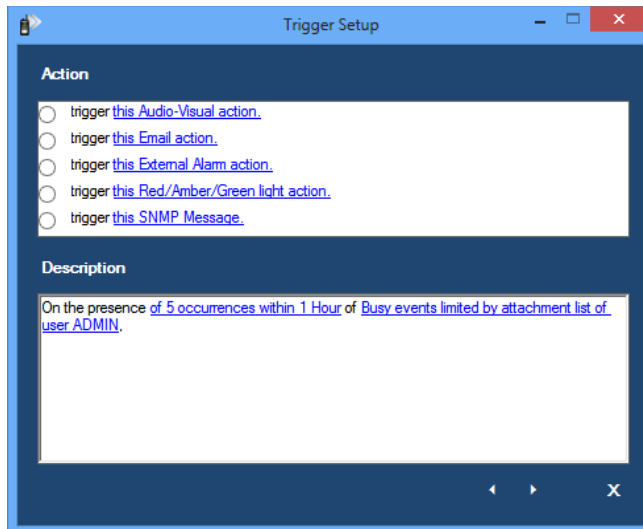 Trigger Setup
Action
trigger this Audio-Visual action.
trigger this Email action.
trigger this External Alarm action.
trigger this Red/Amber/Green light action.
trigger this SNMP Message.
Description
On the presence of 5 occurrences within 1 Hour of Busy events limited by attachment list of
user ADMIN,
X